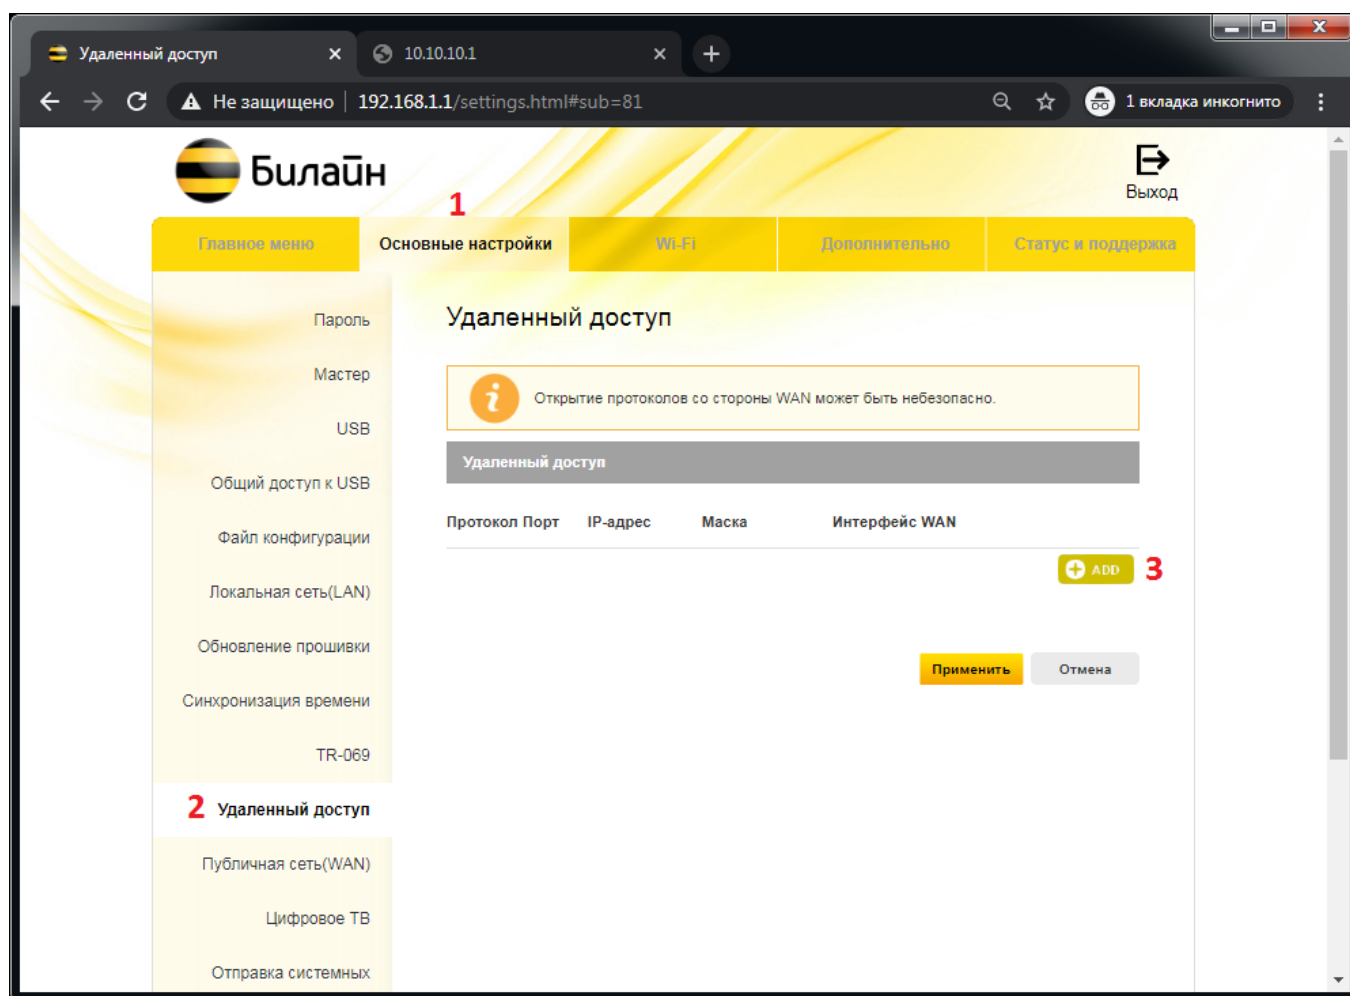 Удаленный доступ
10.10.10.1
Не защищено
192.168.1.1/settings.html#sub=81
1 вкладка инкогнито
Билайн
Выход
1
Главное меню
Основные настройки
Wi-Fi
Дополнительно
Статус и поддержка
Пароль
Мастер
USB
Общий доступ к USB
Файл конфигурации
Локальная сеть(LAN)
Обновление прошивки
Синхронизация времени
TR-069
2 Удаленный доступ
Публичная сеть(WAN)
Цифровое ТВ
Отправка системных
Удаленный доступ
Открытие протоколов со стороны WAN может быть небезопасно.
Удаленный доступ
Протокол Порт IP-адрес Маска Интерфейс WAN
ADD 3
Применить
Отмена